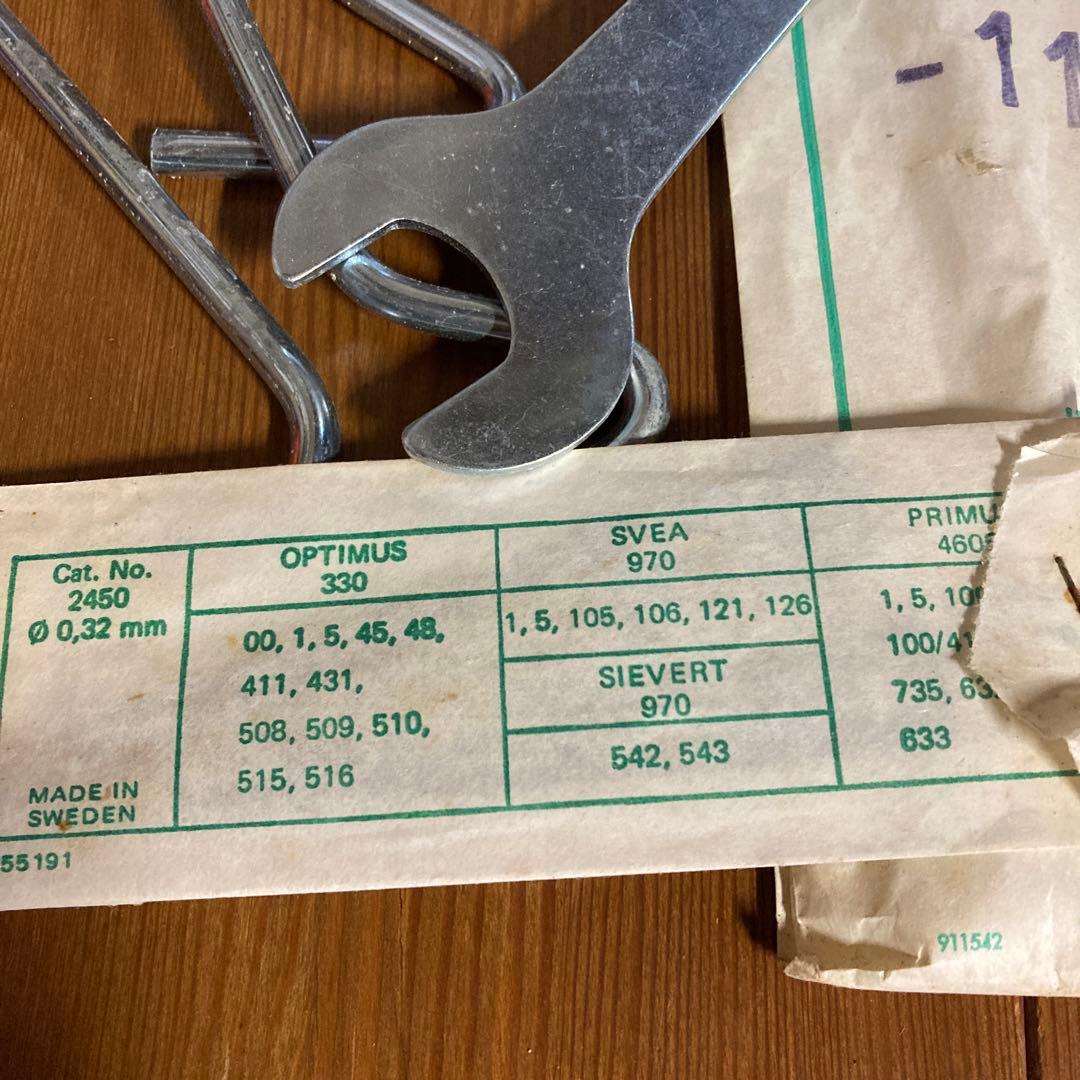 - 1 1
Cat. No.
2450
Ø 0,32 mm
MADE IN
SWEDEN
OPTIMUS
330
00, 1, 5, 45, 48,
411, 431,
508, 509, 510,
515, 516
SVEA
970
1, 5, 105, 106, 121, 126
SIEVERT
970
542, 543
1, 5,
735,
633
55191
911542